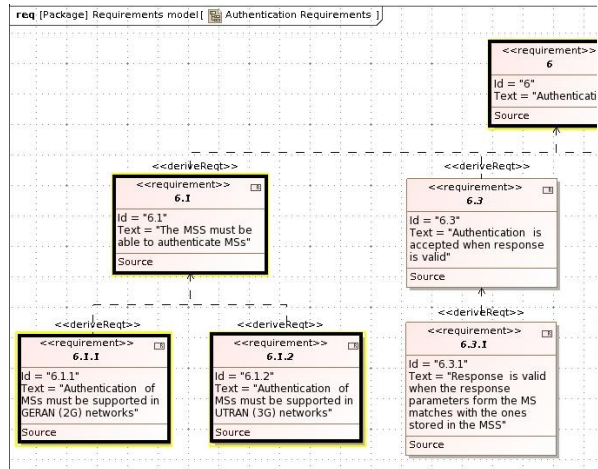 req [Package] Requirements model [ Authentication Requirements ]
<<requirement>>
6
Id = "6"
Text = "Authenticati
Source
<<deriveReqt>>
<<deriveReqt>>
<<requirement>>
6.1
Id = "6.1"
Text = "The MSS must be
able to authenticate MSs"
Source
<<requirement>>
6.3
Id = "6.3"
Text = "Authentication is
accepted when response
is valid"
Source
<<deriveReqt>>
<<deriveReqt>>
<<deriveReqt>>
<<requirement>>
6.1.1
Id = "6.1.1"
Text = "Authentication of
MSs must be supported in
GERAN (2G) networks"
Source
<<requirement>>
6.1.2
Id = "6.1.2"
Text = "Authentication of
MSs must be supported in
UTRAN (3G) networks"
Source
<<requirement>>
6.3.1
Id = "6.3.1"
Text = "Response is valid
when the response
parameters form the MS
matches with the ones
stored in the MSS"
Source